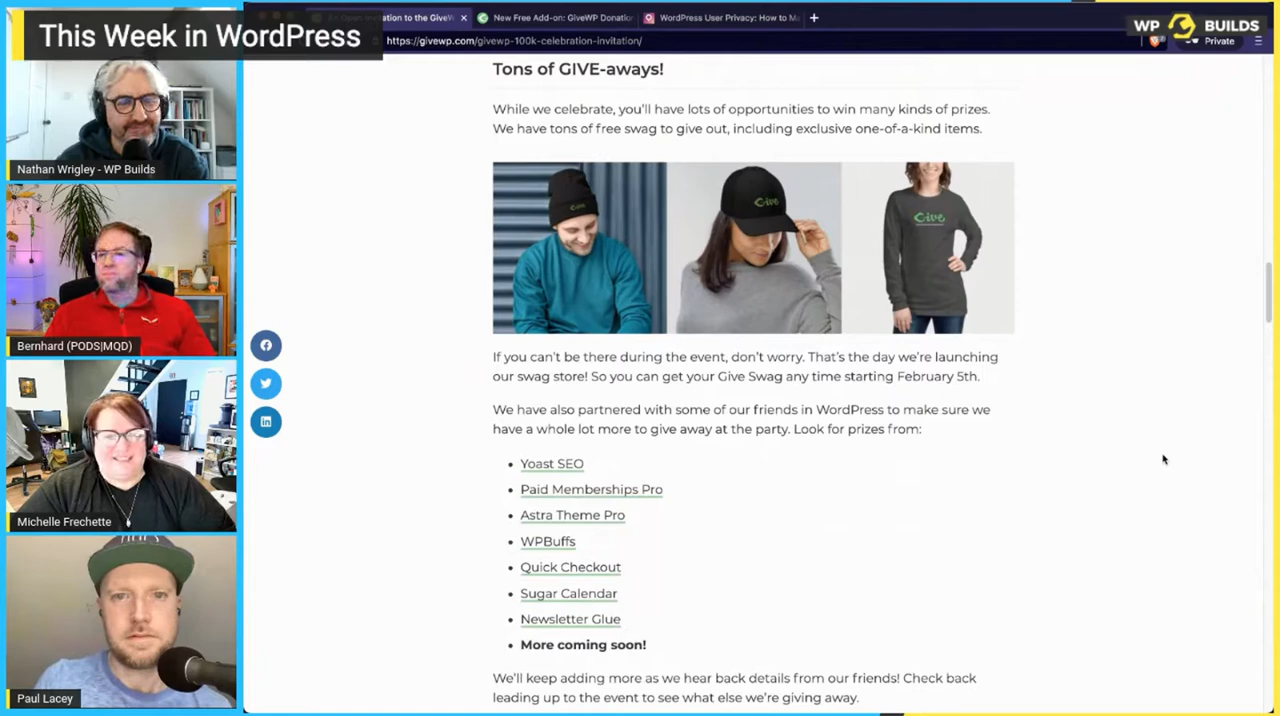 This Week in WordPress
An Open Invitation to the GiveW
New Free Add-on: GiveWP Donation
WordPress User Privacy: How to M
WP BUILDS
https://givewp.com/givewp-100k-celebration-invitation/
Private
Nathan Wrigley - WP Builds
Bernhard (PODS|MQD)
Michelle Frechette
Paul Lacey
Tons of GIVE-aways!
While we celebrate, you'll have lots of opportunities to win many kinds of prizes.
We have tons of free swag to give out, including exclusive one-of-a-kind items.
Give
Give
Give
If you can't be there during the event, don't worry. That's the day we're launching
our swag store! So you can get your Give Swag any time starting February 5th.
We have also partnered with some of our friends in WordPress to make sure we
have a whole lot more to give away at the party. Look for prizes from:
Yoast SEO
Paid Memberships Pro
Astra Theme Pro
WPBuffs
Quick Checkout
Sugar Calendar
Newsletter Glue
More coming soon!
We'll keep adding more as we hear back details from our friends! Check back
leading up to the event to see what else we're giving away.